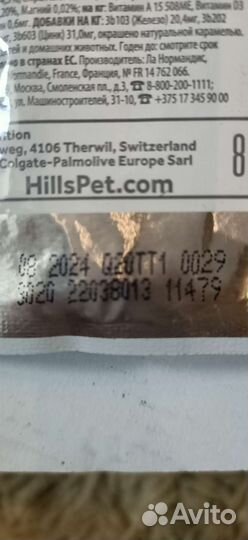 30%, Магний 0,02%; на кг: Витамин А 15 508МЕ, Витамин D3
0,6мг. ДОБАВКИ НА КГ: 3b103 (Железо) 20,4мг, 3b202
3b603 (Цинк) 31,0мг, окрашено натуральной карамелью.
и домашних животных. Годен до: смотрите срок
в странах ЕС. Производитель: Ла Нормандис,
Normandie, France, Франция, № FR 14 762 066.
Москва, Смоленская пл., д.3, ☎ 8-800-200-1111;
ул. Машиностроителей, 31-10, ☎ +375 17 345 90 00
weg, 4106 Therwil, Switzerland
Colgate-Palmolive Europe Sarl
HillsPet.com
8
08 2024 Q20TT1 0029
22038013 11479
Avito